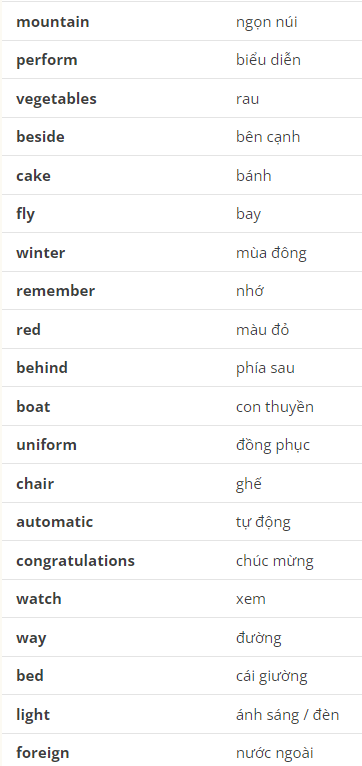 mountain ngọn núi
perform biểu diễn
vegetables rau
beside bên cạnh
cake bánh
fly bay
winter mùa đông
remember nhớ
red màu đỏ
behind phía sau
boat con thuyền
uniform đồng phục
chair ghế
automatic tự động
congratulations chúc mừng
watch xem
way đường
bed cái giường
light ánh sáng / đèn
foreign nước ngoài